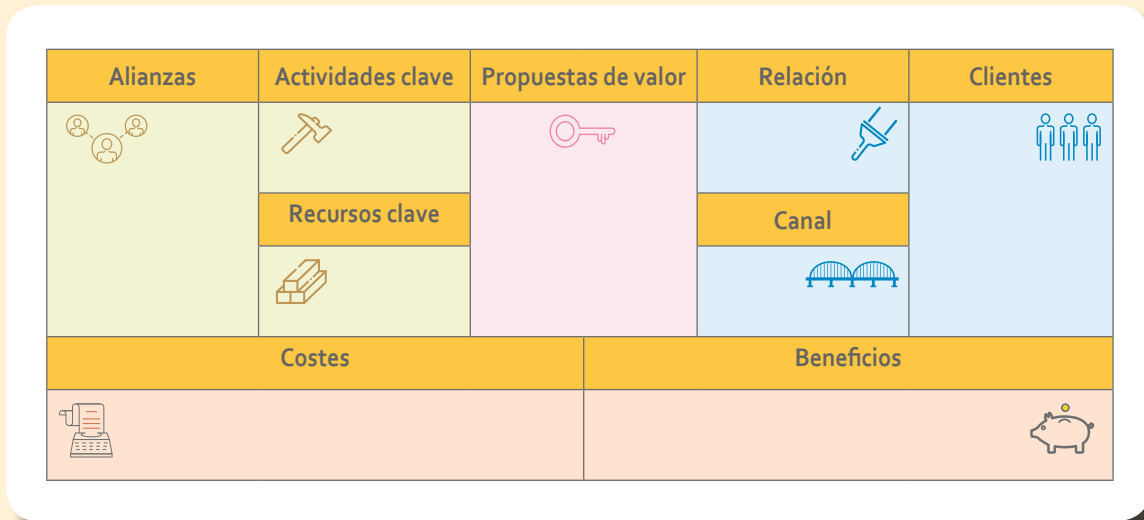 Alianzas
Actividades clave
Propuestas de valor
Relación
Clientes
Recursos clave
Canal
Costes
Beneficios